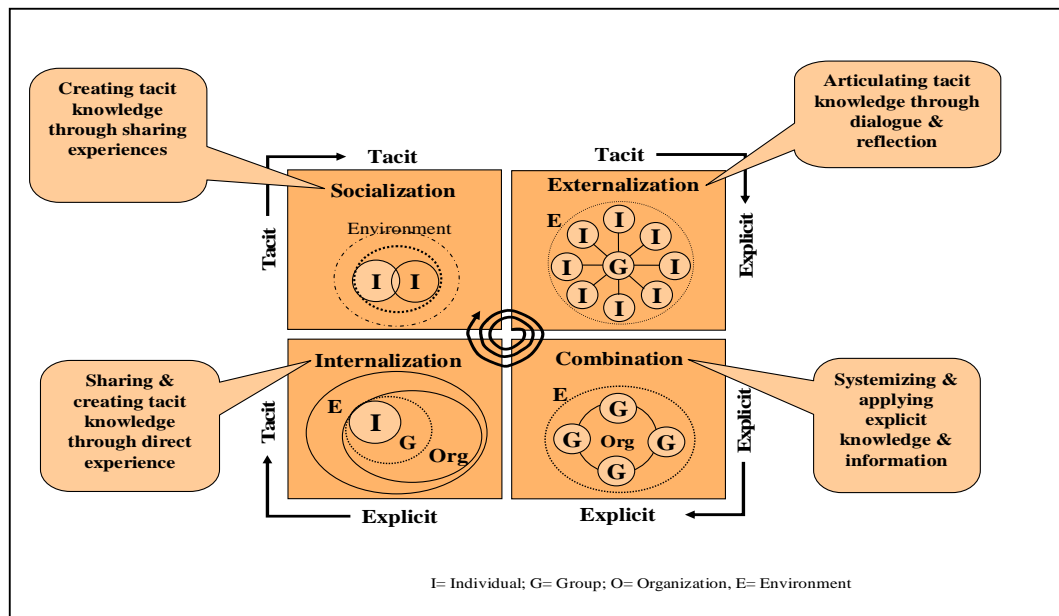 Creating tacit
knowledge
through sharing
experiences
Articulating tacit
knowledge through
dialogue &
reflection
Tacit
Tacit
Tacit
Socialization
Environment
I I
Externalization
E
I
I
I
I
G
I
I
I
I
Explicit
Sharing &
creating tacit
knowledge
through direct
experience
Tacit
Internalization
E
I
G
Org
Explicit
Combination
E
G
G
Org
G
G
Explicit
Explicit
Systemizing &
applying
explicit
knowledge &
information
I= Individual; G= Group; O= Organization, E= Environment